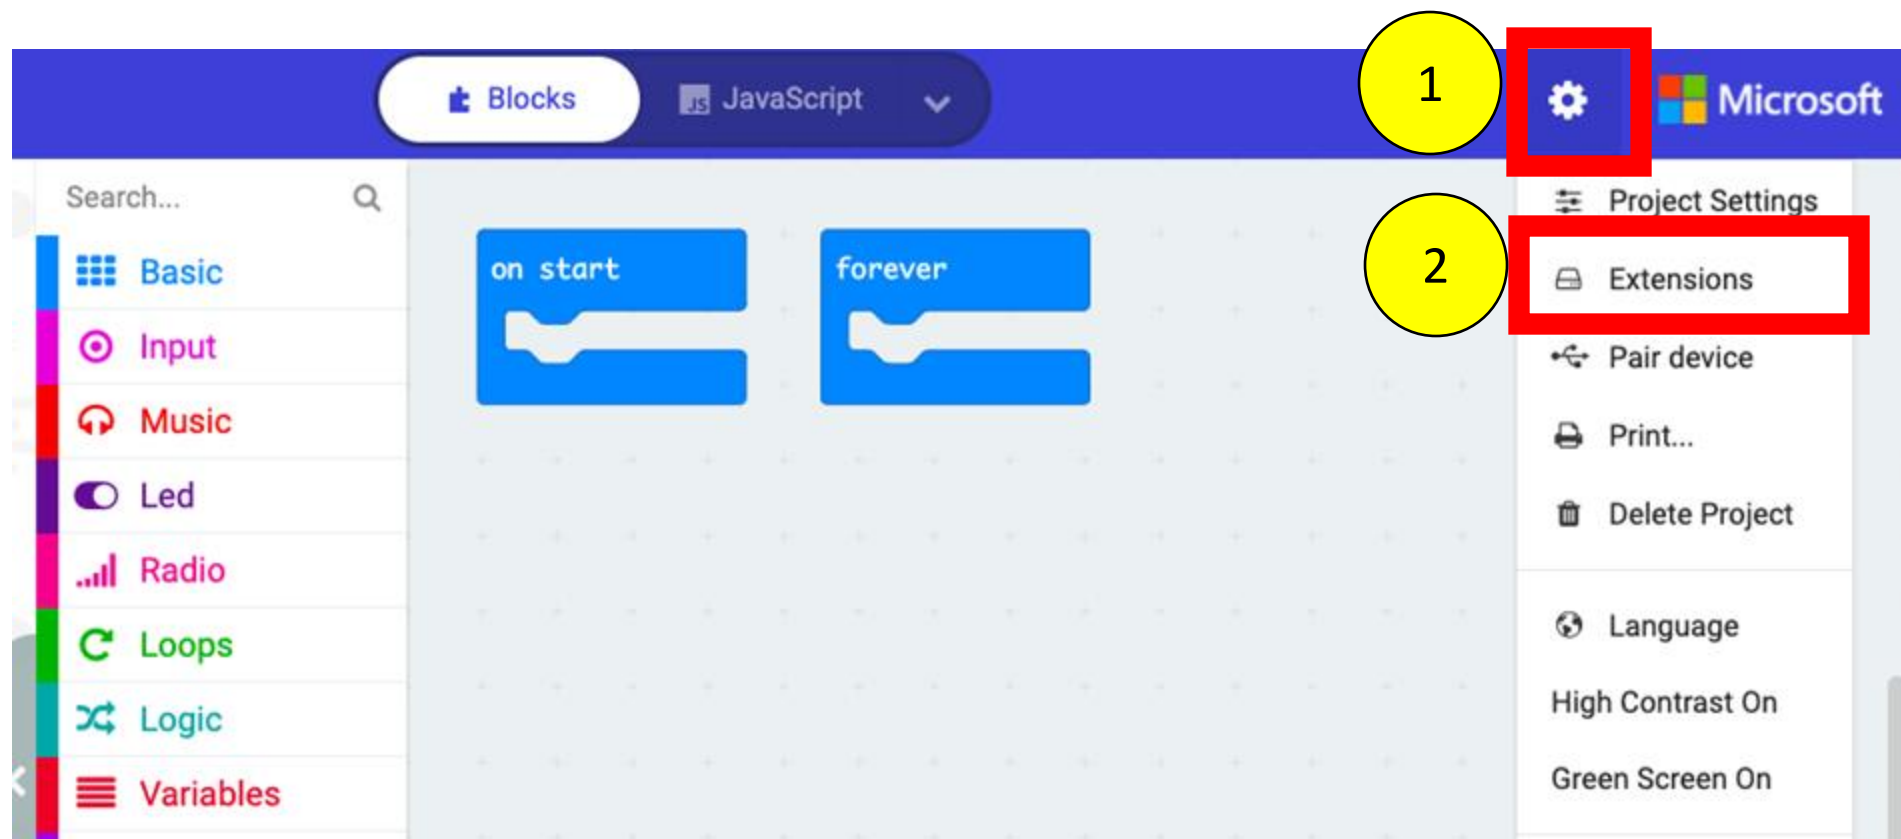 1
Blocks
JS JavaScript
Microsoft
Search...
Basic
Input
Music
Led
Radio
Loops
Logic
Variables
on start
forever
2
Project Settings
Extensions
Pair device
Print...
Delete Project
Language
High Contrast On
Green Screen On